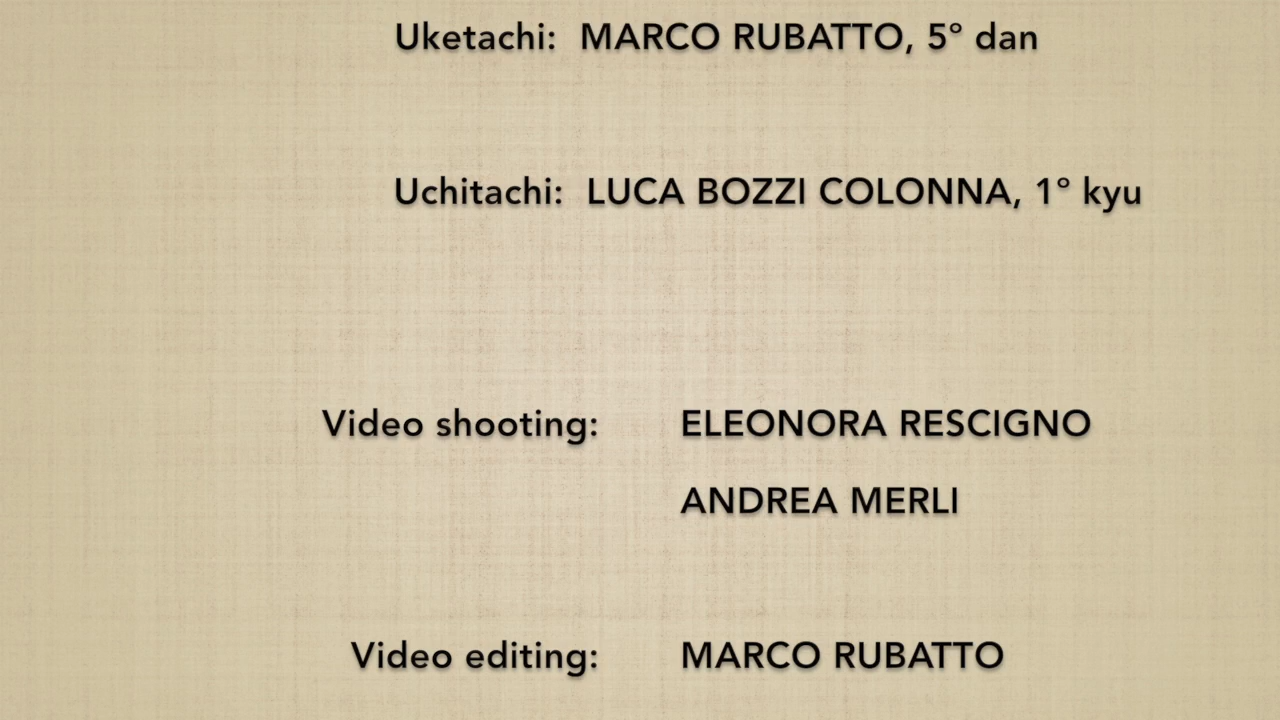 Uketachi: MARCO RUBATTO, 5° dan
Uchitachi: LUCA BOZZI COLONNA, 1° kyu
Video shooting: ELEONORA RESCIGNO
ANDREA MERLI
Video editing: MARCO RUBATTO